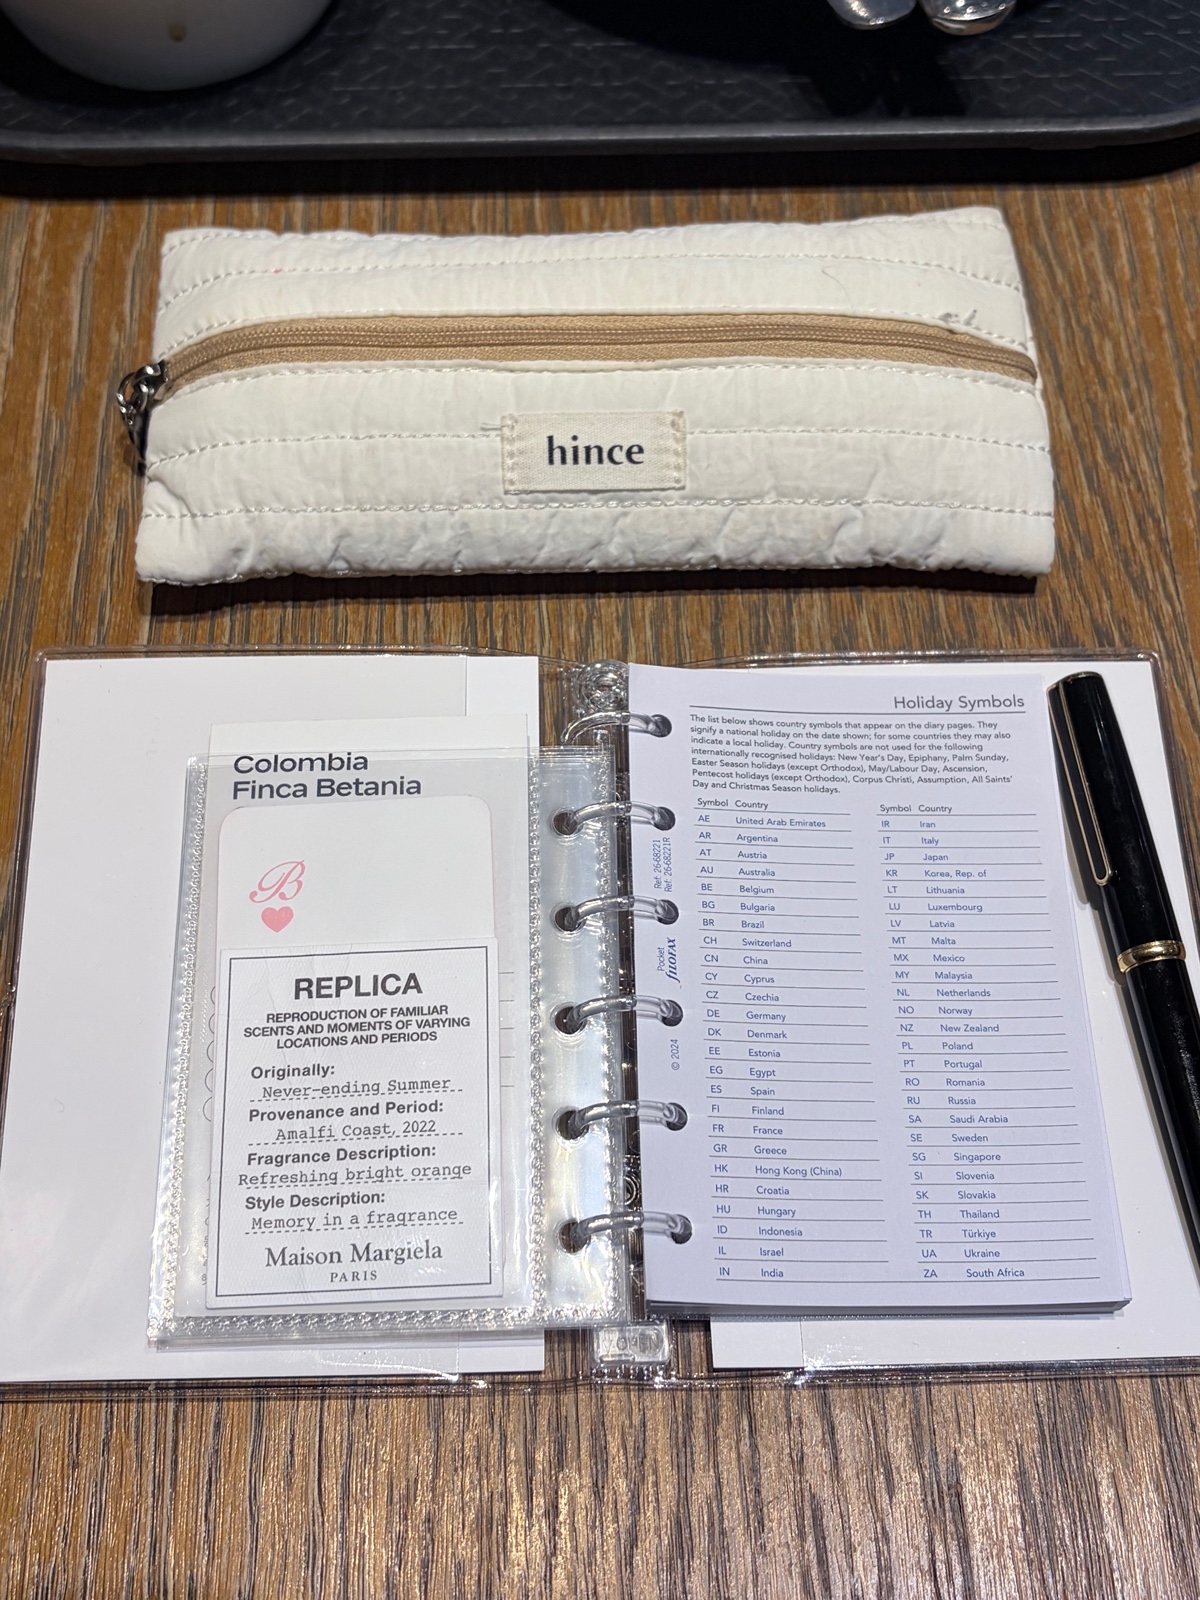 hince
Colombia
Finca Betania
B
REPLICA
REPRODUCTION OF FAMILIAR
SCENTS AND MOMENTS OF VARYING
LOCATIONS AND PERIODS
Originally:
Never-ending Summer
Provenance and Period:
Amalfi Coast, 2022
Fragrance Description:
Refreshing bright orange
Style Description:
Memory in a fragrance
Maison Margiela
PARIS
Holiday Symbols
The list below shows country symbols that appear on the diary pages. They
signify a national holiday on the date shown; for some countries they may also
indicate a local holiday. Country symbols are not used for the following
internationally recognised holidays: New Year's Day, Epiphany, Palm Sunday,
Easter Season holidays (except Orthodox), May/Labour Day, Ascension,
Pentecost holidays (except Orthodox), Corpus Christi, Assumption, All Saints'
Day and Christmas Season holidays.
Symbol Country
AE United Arab Emirates
AR Argentina
AT Austria
AU Australia
BE Belgium
BG Bulgaria
BR Brazil
CH Switzerland
CN China
CY Cyprus
CZ Czechia
DE Germany
DK Denmark
EE Estonia
EG Egypt
ES Spain
FI Finland
FR France
GR Greece
HK Hong Kong (China)
HR Croatia
HU Hungary
ID Indonesia
IL Israel
IN India
Symbol Country
IR Iran
IT Italy
JP Japan
KR Korea, Rep. of
LT Lithuania
LU Luxembourg
LV Latvia
MT Malta
MX Mexico
MY Malaysia
NL Netherlands
NO Norway
NZ New Zealand
PL Poland
PT Portugal
RO Romania
RU Russia
SA Saudi Arabia
SE Sweden
SG Singapore
SI Slovenia
SK Slovakia
TH Thailand
TR Türkiye
UA Ukraine
ZA South Africa
© 2024
Pocket
filofax
Ref: 26-68221
Ref: 26-68221R